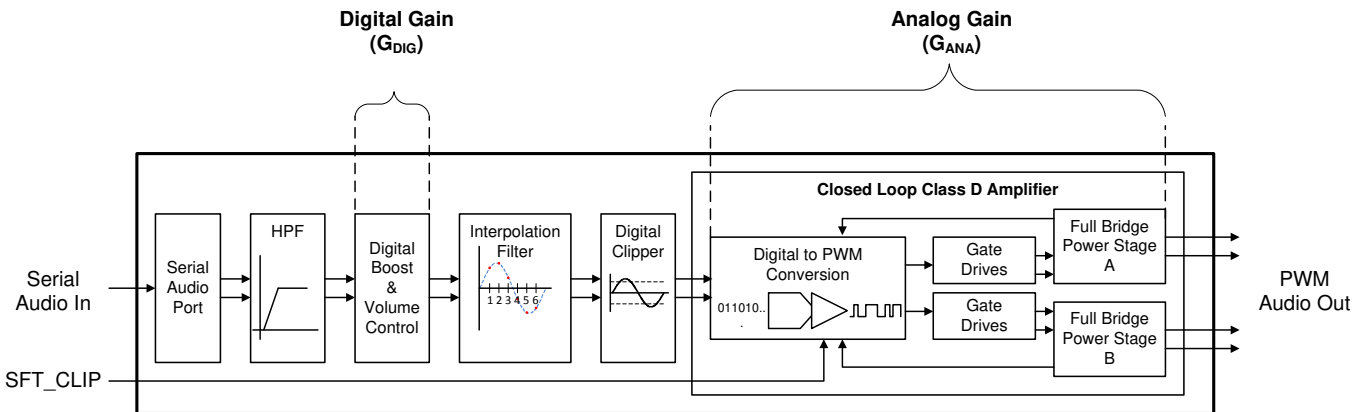 Digital Gain
(GDIG)
Analog Gain
(GANA)
Closed Loop Class D Amplifier
Serial
Audio In
Serial
Audio
Port
HPF
Digital
Boost
&
Volume
Control
Interpolation
Filter
1 2 3 4 5 6
Digital
Clipper
Digital to PWM
Conversion
011010..
.
Gate
Drives
Gate
Drives
Full Bridge
Power Stage
A
Full Bridge
Power Stage
B
PWM
Audio Out
SFT_CLIP